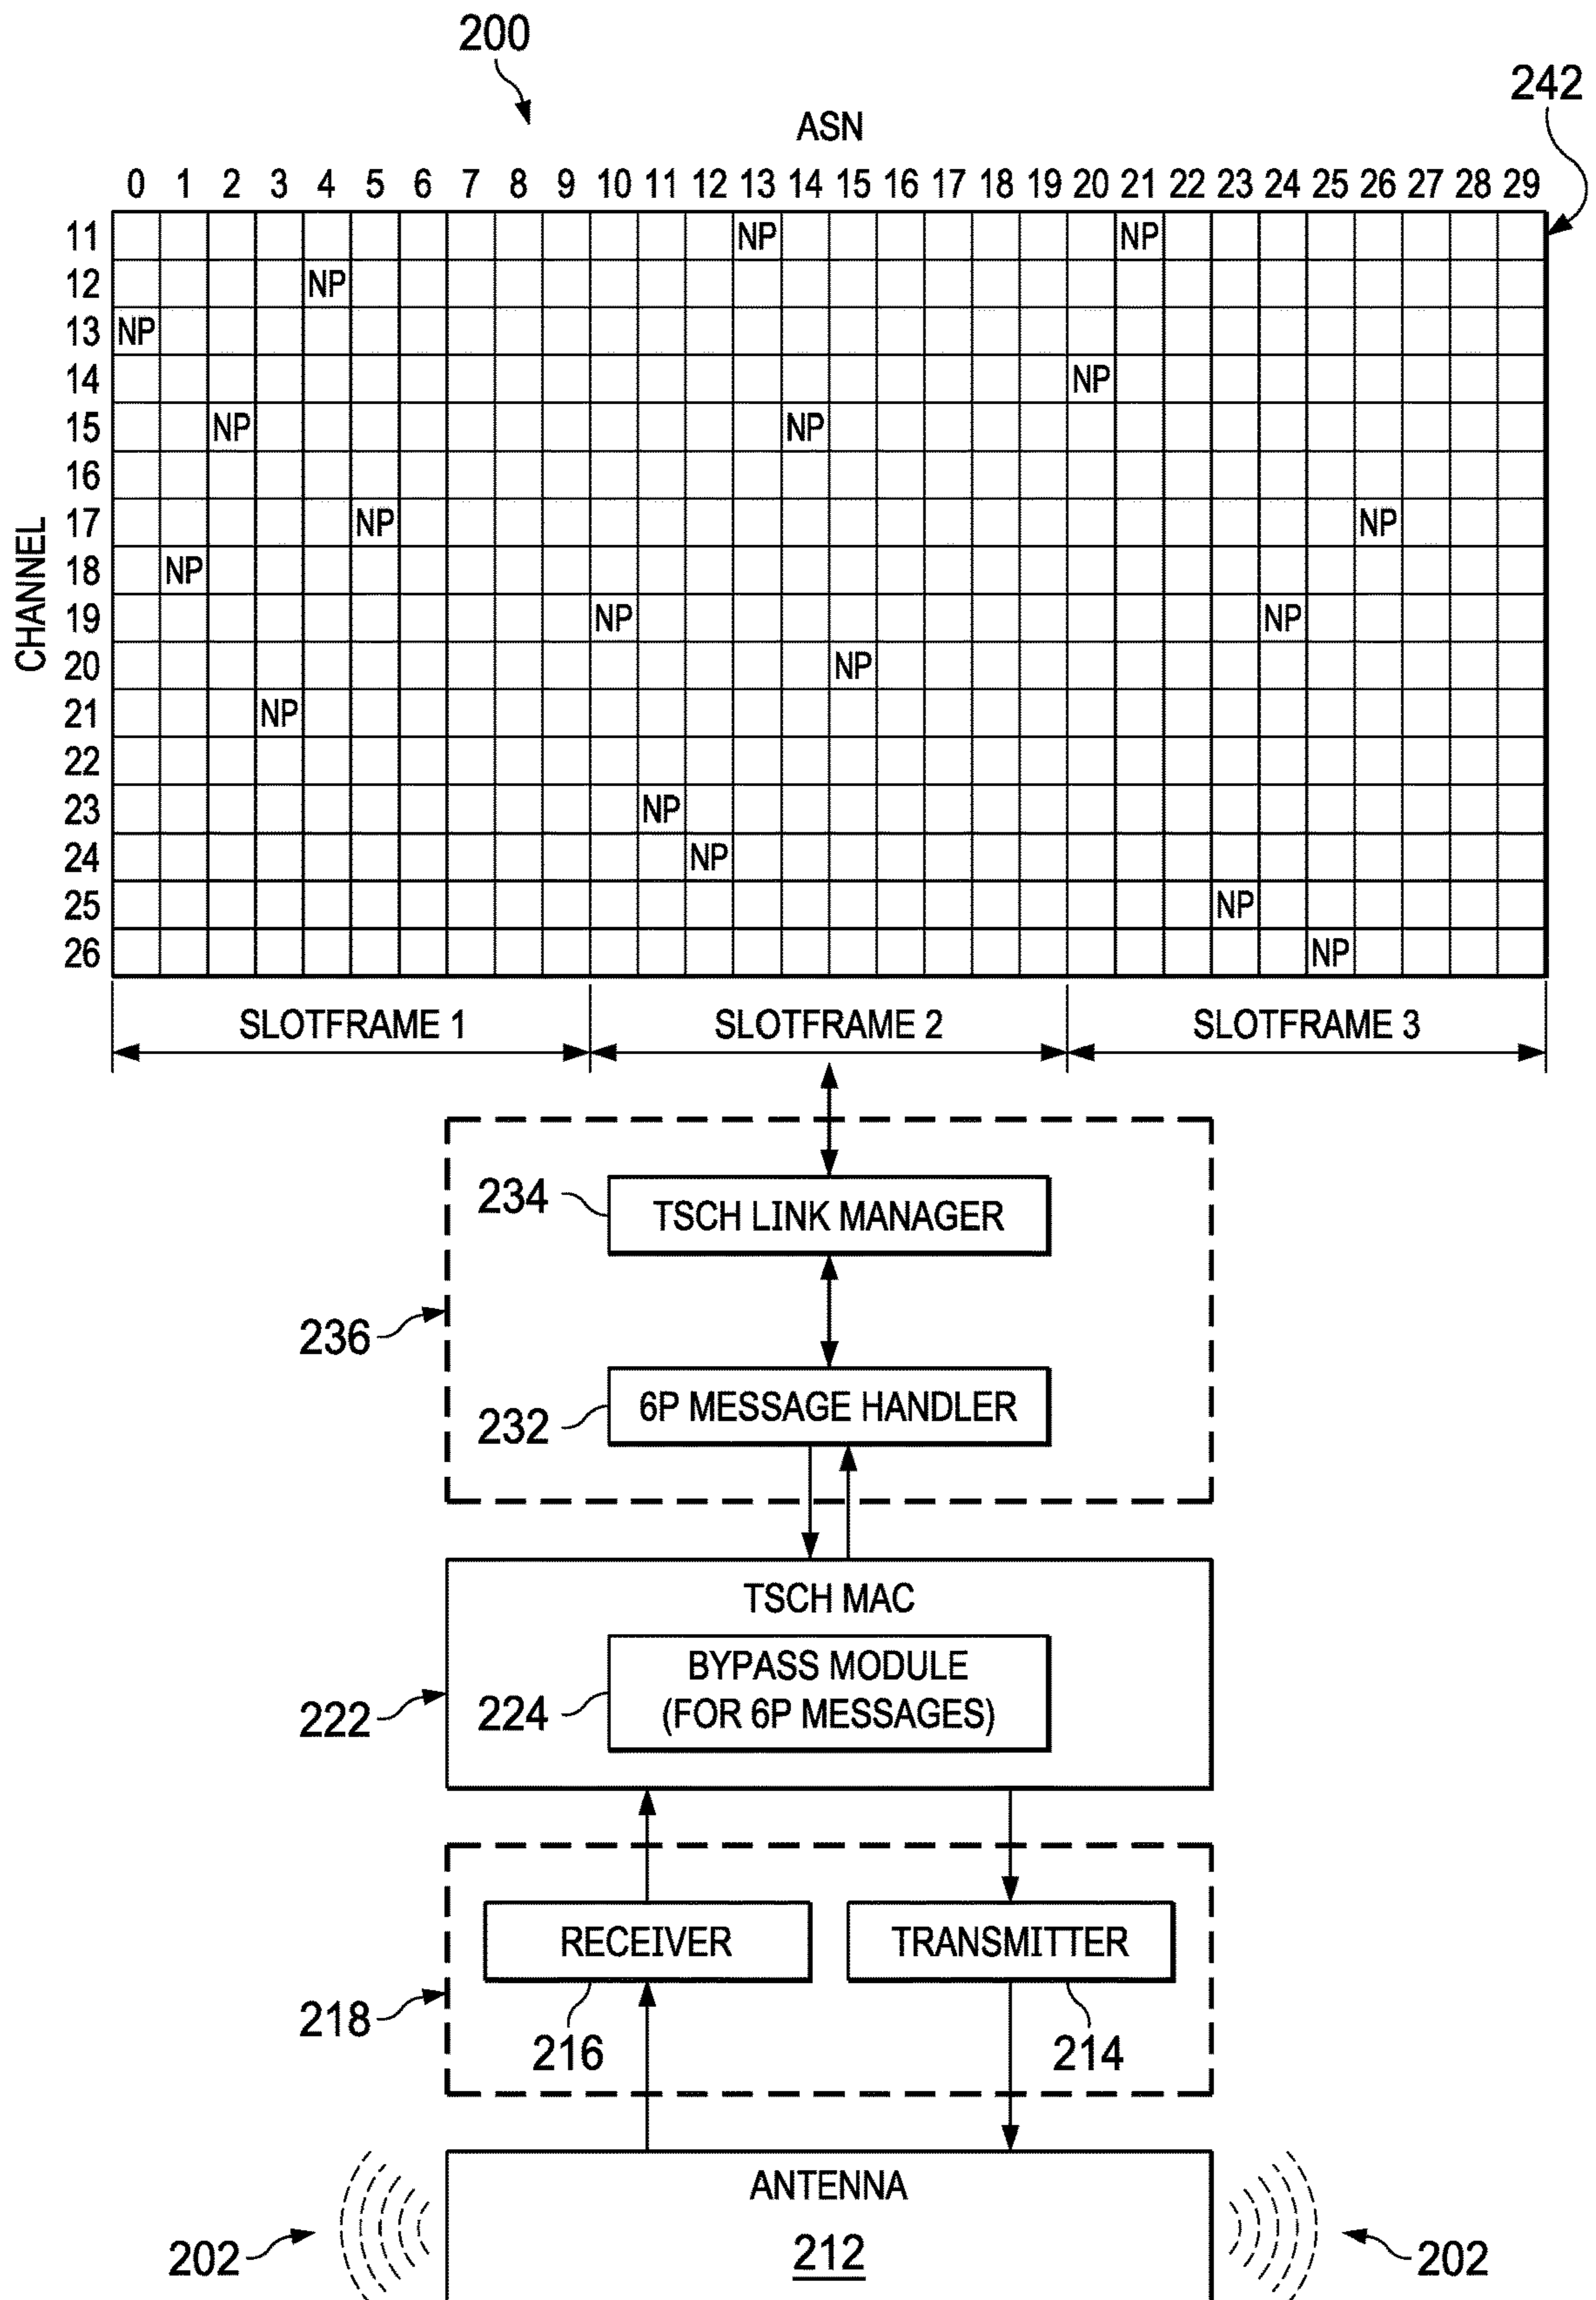 200
242
ASN
0 1 2 3 4 5 6 7 8 9 10 11 12 13 14 15 16 17 18 19 20 21 22 23 24 25 26 27 28 29
CHANNEL
11 NP NP
12 NP
13 NP
14 NP
15 NP NP
16
17 NP NP
18 NP
19 NP NP
20 NP
21 NP
22
23 NP
24 NP
25 NP
26 NP
SLOTFRAME 1 SLOTFRAME 2 SLOTFRAME 3
234 TSCH LINK MANAGER
236
232 6P MESSAGE HANDLER
TSCH MAC
222
224
BYPASS MODULE
(FOR 6P MESSAGES)
RECEIVER TRANSMITTER
218
216 214
ANTENNA
202 212 202